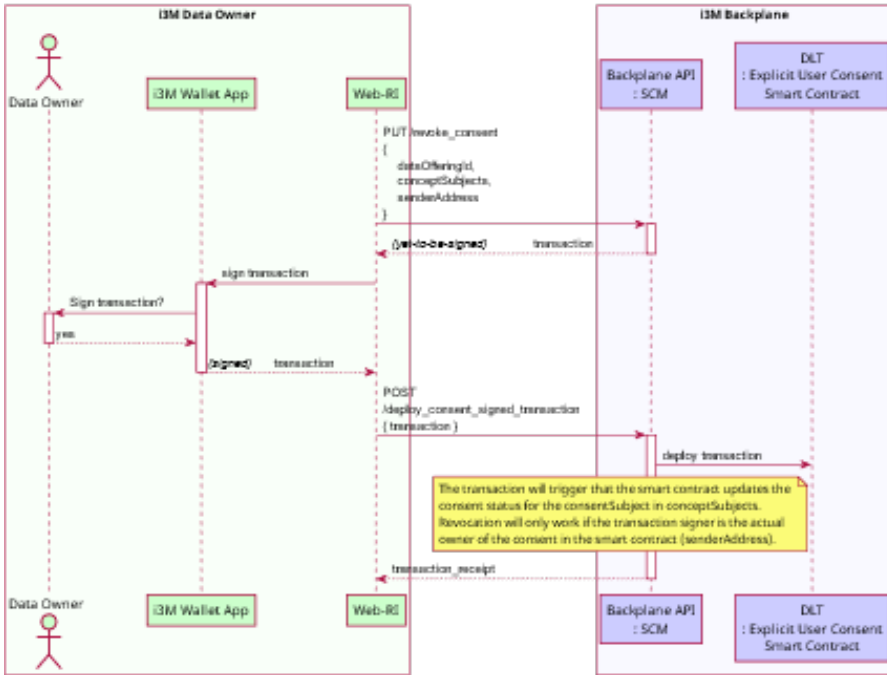 i3M Data Owner
i3M Backplane
Data Owner
i3M Wallet App
Web-RI
Backplane API
: SCM
DLT
: Explicit User Consent
Smart Contract
PUT /revoke_consent
{
dataOfferingId,
conceptSubjects,
senderAddress
}
(yet-to-be-signed) transaction
sign transaction
Sign transaction?
yes
(signed) transaction
POST
/deploy_consent_signed_transaction
{ transaction }
deploy transaction
The transaction will trigger that the smart contract updates the
consent status for the consentSubject in conceptSubjects.
Revocation will only work if the transaction signer is the actual
owner of the consent in the smart contract (senderAddress).
transaction_receipt
Data Owner
i3M Wallet App
Web-RI
Backplane API
: SCM
DLT
: Explicit User Consent
Smart Contract